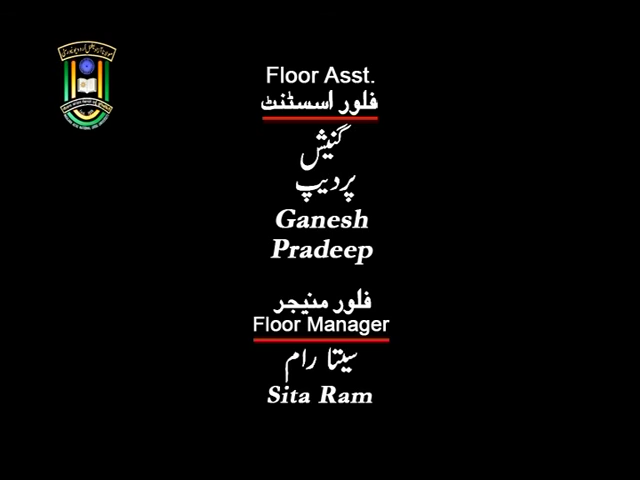 Floor Asst.
فلور اسسٹنٹ
گنیش
پردیپ
Ganesh
Pradeep
فلور منیجر
Floor Manager
سیتا رام
Sita Ram